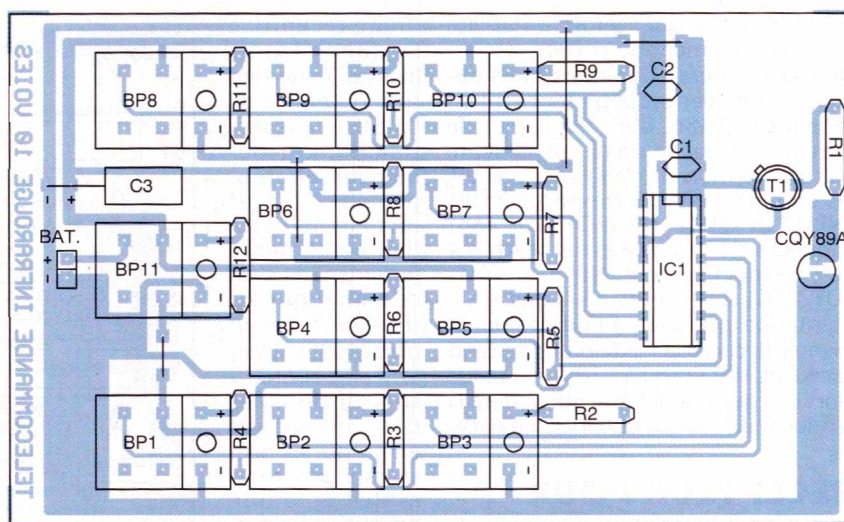 TELECOMMANDE INFRAROUGE 10 VOIES
BP8
+
-
R11
BP9
R10
BP10
+
-
R9
C2
C1
R1
T1
- +
C3
BP6
R8
BP7
R7
BAT.
+
-
BP11
+
-
R12
IC1
CQY89A
BP4
+
-
R6
BP5
+
-
R5
BP1
+
-
R4
BP2
+
-
R3
BP3
+
-
R2